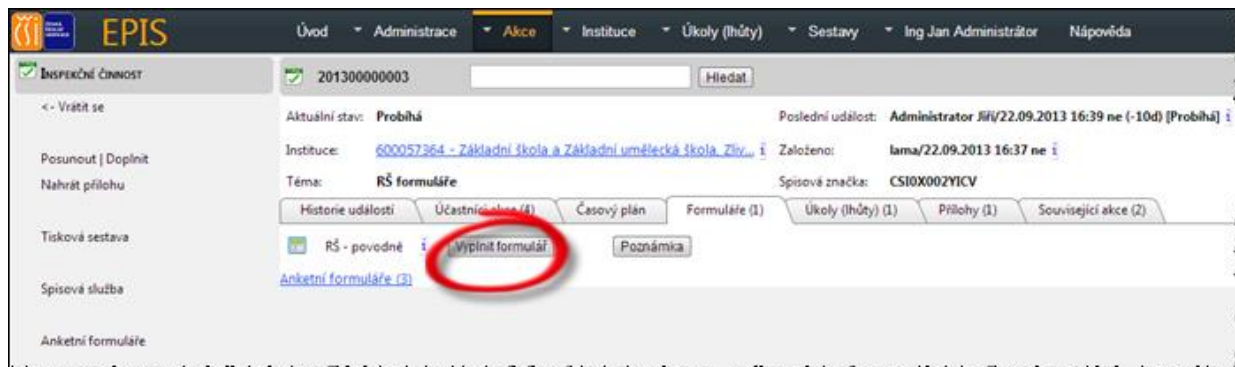 EPIS Úvod Administrace Akce Instituce Úkoly (lhůty) Sestavy Ing Jan Administrátor Nápověda
INSPEKČNÍ ČINNOST
201300000003 Hledat
<- Vrátit se
Aktuální stav: Probíhá
Poslední událost: Administrator Jiří/22.09.2013 16:39 ne (-10d) [Probíhá] i
Posunout | Doplnit
Instituce: 600057364 - Základní škola a Základní umělecká škola, Zliv... i
Založeno: lama/22.09.2013 16:37 ne i
Nahrát přílohu
Téma: RŠ formuláře
Spisová značka: CSI0X002YICV
Historie událostí Účastníci akce (4) Časový plán Formuláře (1) Úkoly (lhůty) (1) Přílohy (1) Související akce (2)
Tisková sestava
RŠ - povodně i Vyplnit formulář Poznámka
Anketní formuláře (3)
Spisová služba
Anketní formuláře